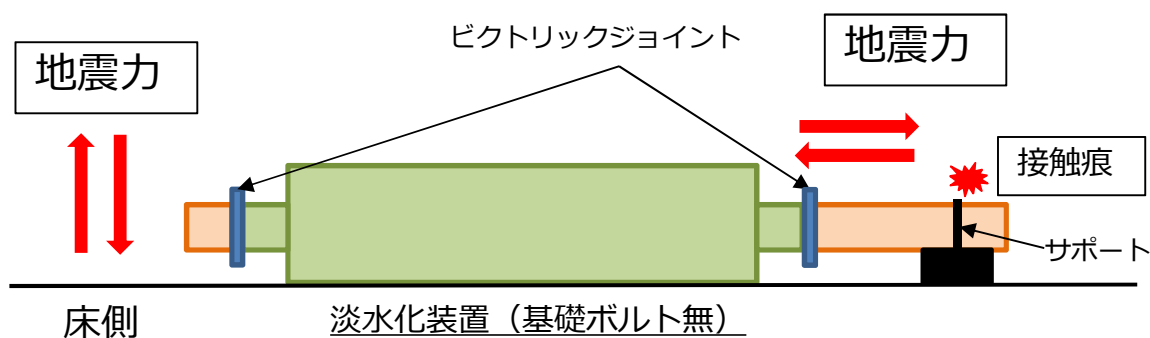 ビクトリックジョイント
地震力
地震力
接触痕
サポート
床側
淡水化装置（基礎ボルト無）